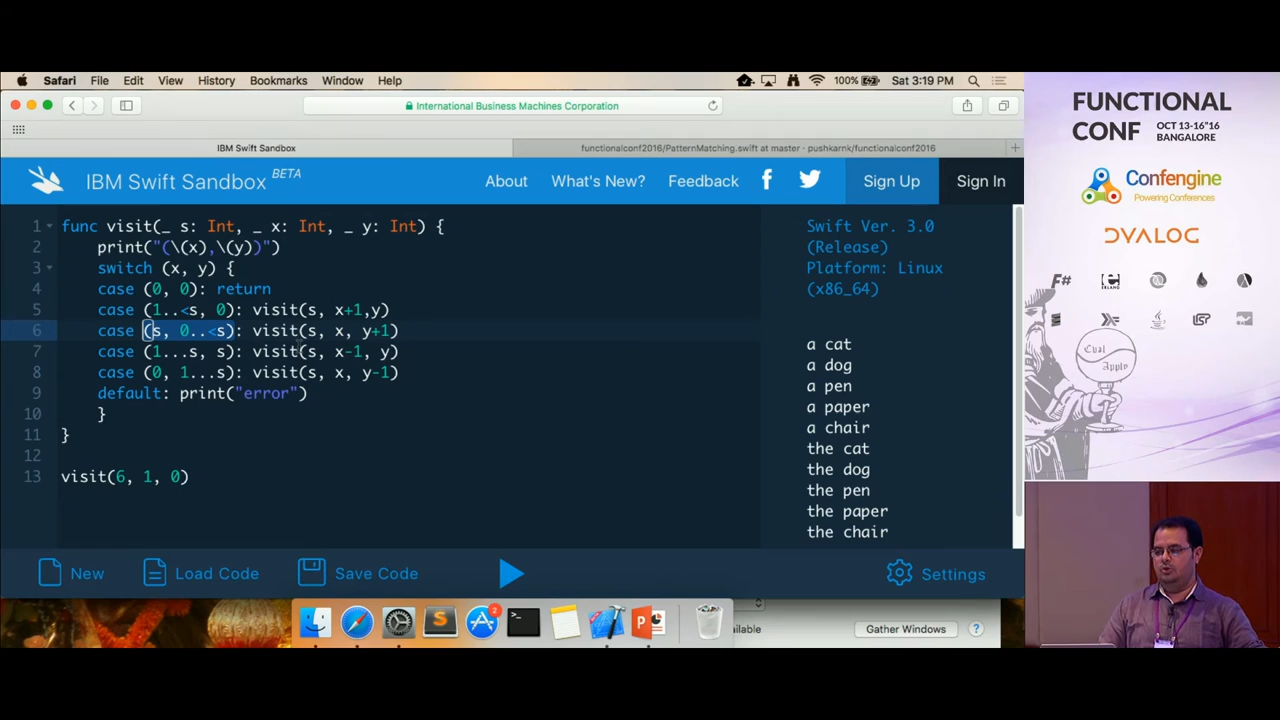 Safari File Edit View History Bookmarks Window Help 100% Sat 3:19 PM
International Business Machines Corporation
IBM Swift Sandbox
functionalconf2016/PatternMatching.swift at master · pushkarnk/functionalconf2016
IBM Swift Sandbox BETA
About What's New? Feedback Sign Up Sign In
1 func visit(_ s: Int, _ x: Int, _ y: Int) {
2 print("(\(x),\(y))")
3 switch (x, y) {
4 case (0, 0): return
5 case (1..<s, 0): visit(s, x+1,y)
6 case (s, 0..<s): visit(s, x, y+1)
7 case (1...s, s): visit(s, x-1, y)
8 case (0, 1...s): visit(s, x, y-1)
9 default: print("error")
10 }
11 }
12
13 visit(6, 1, 0)
Swift Ver. 3.0
(Release)
Platform: Linux
(x86_64)
a cat
a dog
a pen
a paper
a chair
the cat
the dog
the pen
the paper
the chair
New Load Code Save Code Settings
2
ailable Gather Windows ?
FUNCTIONAL
CONF OCT 13-16"16
BANGALORE
Confengine
Powering Conferences
DYALOG
F# ERLANG
LISP
Eval
Apply